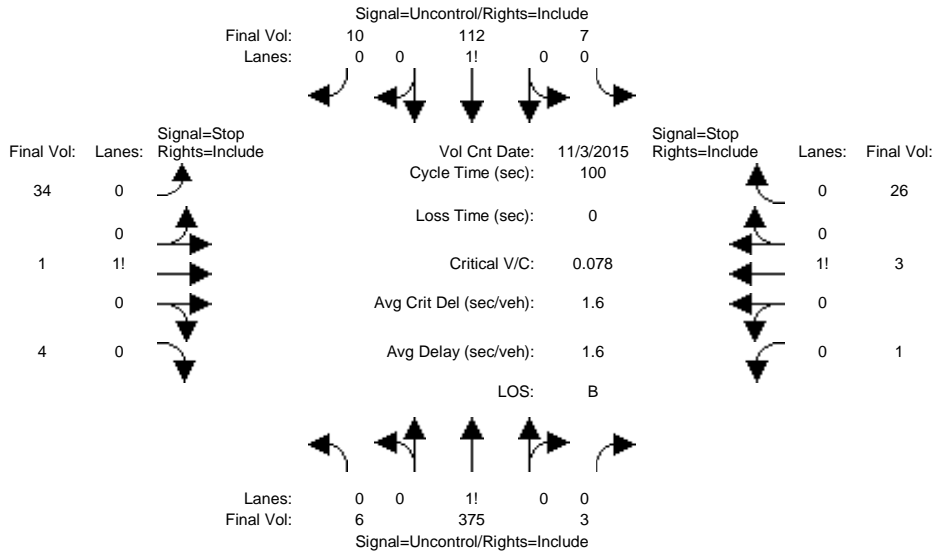 Signal=Uncontrol/Rights=Include
Final Vol: 10 112 7
Lanes: 0 0 1! 0 0
Signal=Stop
Final Vol: Lanes: Rights=Include
Vol Cnt Date: 11/3/2015
Signal=Stop
Rights=Include Lanes: Final Vol:
Cycle Time (sec): 100
34 0
0 26
Loss Time (sec): 0
0
0
1 1!
Critical V/C: 0.078
1! 3
0
Avg Crit Del (sec/veh): 1.6
0
4 0
Avg Delay (sec/veh): 1.6
0 1
LOS: B
Lanes: 0 0 1! 0 0
Final Vol: 6 375 3
Signal=Uncontrol/Rights=Include